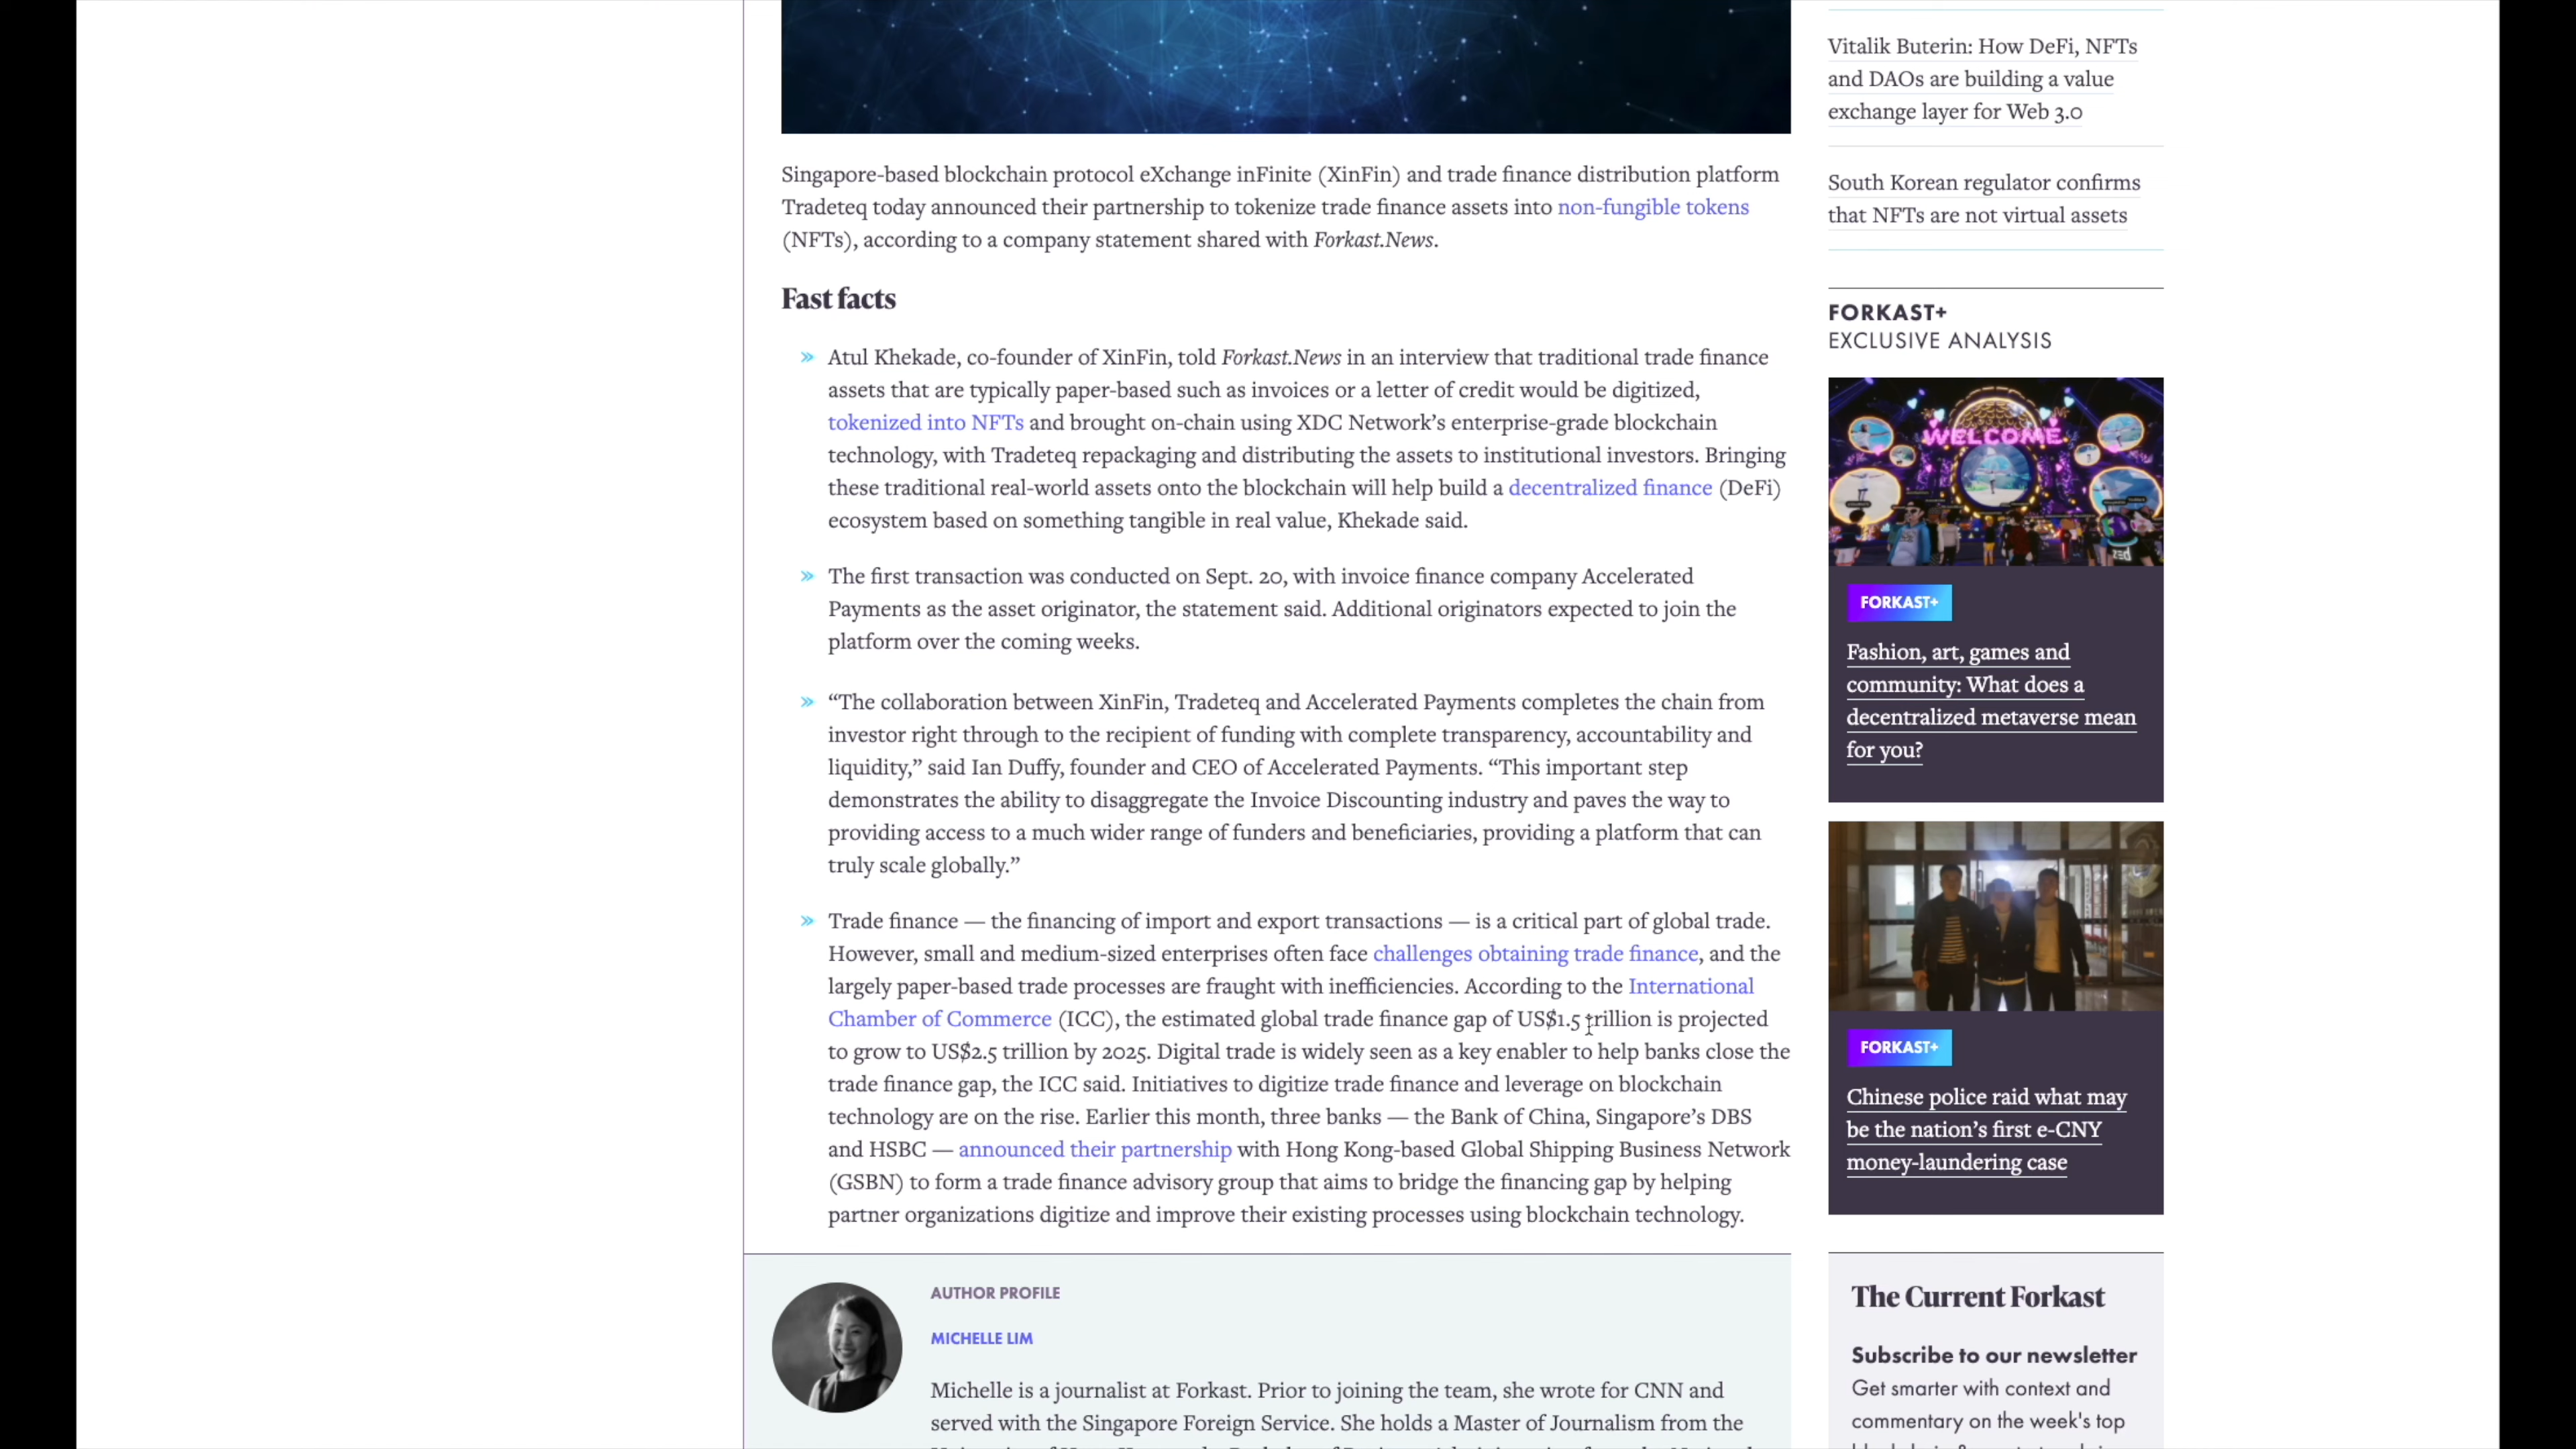 Singapore-based blockchain protocol eXchange inFinite (XinFin) and trade finance distribution platform
Tradeteq today announced their partnership to tokenize trade finance assets into non-fungible tokens
(NFTs), according to a company statement shared with Forkast.News.
Fast facts
» Atul Khekade, co-founder of XinFin, told Forkast.News in an interview that traditional trade finance
assets that are typically paper-based such as invoices or a letter of credit would be digitized,
tokenized into NFTs and brought on-chain using XDC Network’s enterprise-grade blockchain
technology, with Tradeteq repackaging and distributing the assets to institutional investors. Bringing
these traditional real-world assets onto the blockchain will help build a decentralized finance (DeFi)
ecosystem based on something tangible in real value, Khekade said.
» The first transaction was conducted on Sept. 20, with invoice finance company Accelerated
Payments as the asset originator, the statement said. Additional originators expected to join the
platform over the coming weeks.
» “The collaboration between XinFin, Tradeteq and Accelerated Payments completes the chain from
investor right through to the recipient of funding with complete transparency, accountability and
liquidity,” said Ian Duffy, founder and CEO of Accelerated Payments. “This important step
demonstrates the ability to disaggregate the Invoice Discounting industry and paves the way to
providing access to a much wider range of funders and beneficiaries, providing a platform that can
truly scale globally.”
» Trade finance — the financing of import and export transactions — is a critical part of global trade.
However, small and medium-sized enterprises often face challenges obtaining trade finance, and the
largely paper-based trade processes are fraught with inefficiencies. According to the International
Chamber of Commerce (ICC), the estimated global trade finance gap of US$1.5 trillion is projected
to grow to US$2.5 trillion by 2025. Digital trade is widely seen as a key enabler to help banks close the
trade finance gap, the ICC said. Initiatives to digitize trade finance and leverage on blockchain
technology are on the rise. Earlier this month, three banks — the Bank of China, Singapore’s DBS
and HSBC — announced their partnership with Hong Kong-based Global Shipping Business Network
(GSBN) to form a trade finance advisory group that aims to bridge the financing gap by helping
partner organizations digitize and improve their existing processes using blockchain technology.
AUTHOR PROFILE
MICHELLE LIM
Michelle is a journalist at Forkast. Prior to joining the team, she wrote for CNN and
served with the Singapore Foreign Service. She holds a Master of Journalism from the
Vitalik Buterin: How DeFi, NFTs
and DAOs are building a value
exchange layer for Web 3.0
South Korean regulator confirms
that NFTs are not virtual assets
FORKAST+
EXCLUSIVE ANALYSIS
WELCOME
FORKAST+
Fashion, art, games and
community: What does a
decentralized metaverse mean
for you?
FORKAST+
Chinese police raid what may
be the nation’s first e-CNY
money-laundering case
The Current Forkast
Subscribe to our newsletter
Get smarter with context and
commentary on the week's top